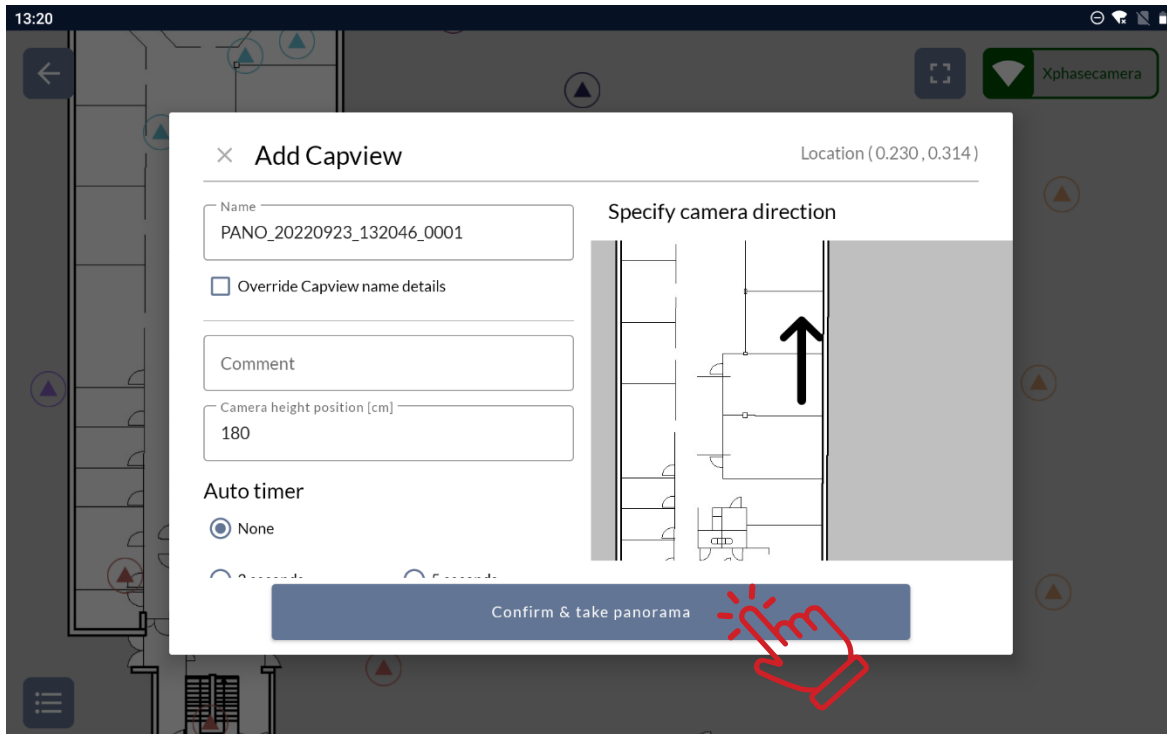 13:20
Xphasecamera
Add Capview
Location ( 0.230 , 0.314 )
Name
PANO_20220923_132046_0001
Override Capview name details
Comment
Camera height position [cm]
180
Auto timer
None
Specify camera direction
Confirm & take panorama